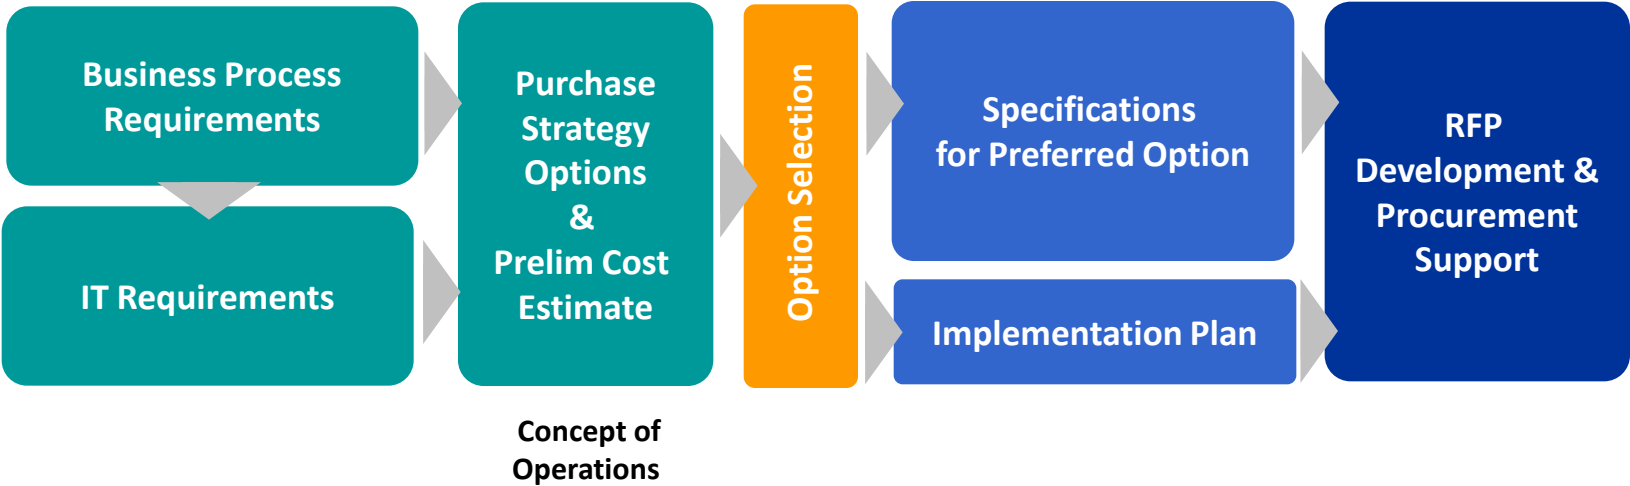 Business Process
Requirements
IT Requirements
Purchase
Strategy
Options
&
Prelim Cost
Estimate
Concept of
Operations
Option Selection
Specifications
for Preferred Option
Implementation Plan
RFP
Development &
Procurement
Support